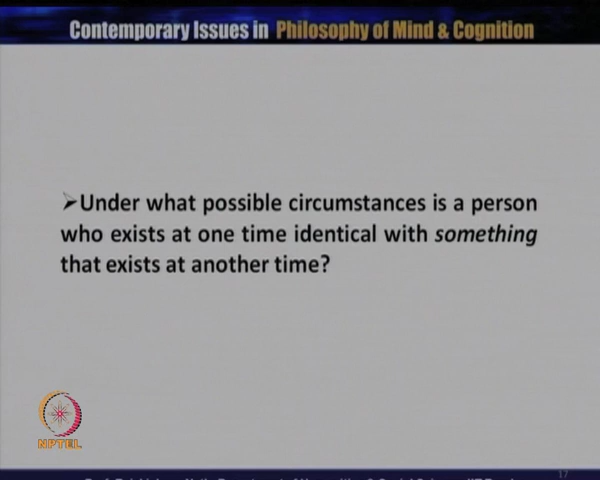 Contemporary Issues in Philosophy of Mind & Cognition
➢Under what possible circumstances is a person
who exists at one time identical with something
that exists at another time?
NPTEL
17